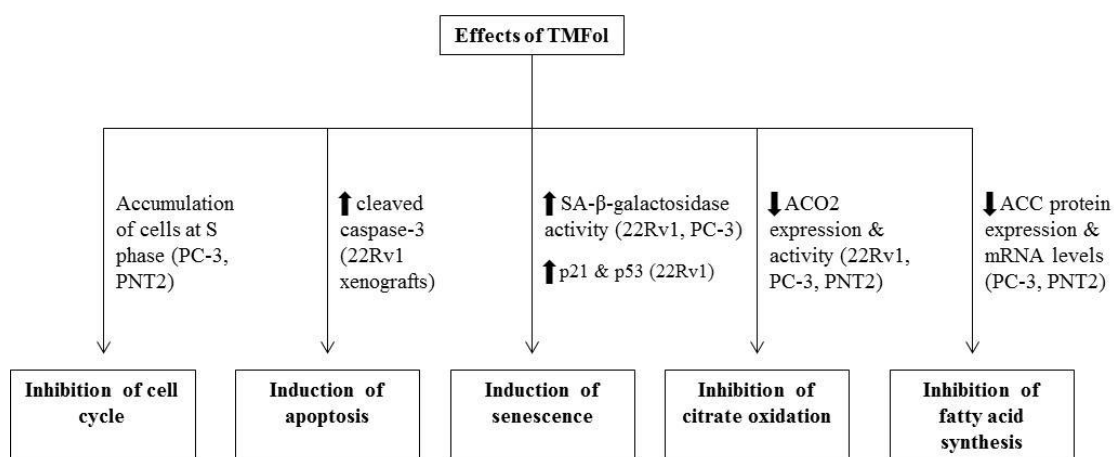 Effects of TMFol
Accumulation
of cells at S
phase (PC-3,
PNT2)
⬆ cleaved
caspase-3
(22Rv1
xenografts)
⬆ SA-β-galactosidase
activity (22Rv1, PC-3)
⬆ p21 & p53 (22Rv1)
⬇ ACO2
expression &
activity (22Rv1,
PC-3, PNT2)
⬇ ACC protein
expression &
mRNA levels
(PC-3, PNT2)
Inhibition of cell
cycle
Induction of
apoptosis
Induction of
senescence
Inhibition of
citrate oxidation
Inhibition of
fatty acid
synthesis